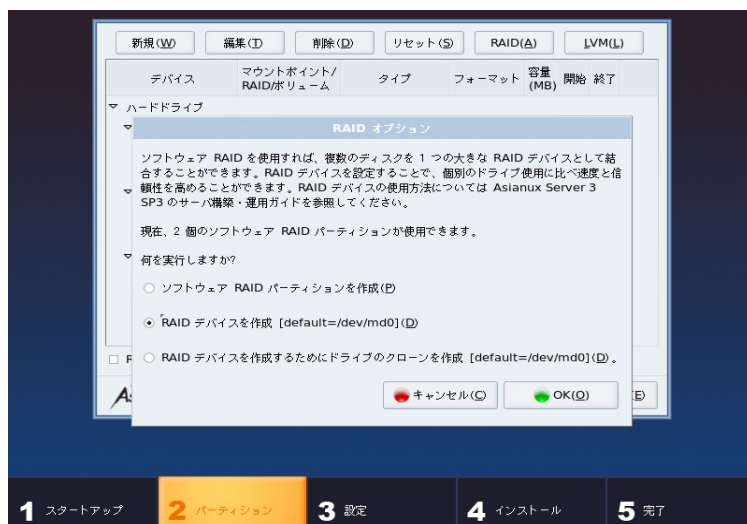 新規(W) 編集(T) 削除(D) リセット(S) RAID(A) LVM(L)
デバイス マウントポイント/ RAID/ボリューム タイプ フォーマット 容量 (MB) 開始 終了
ハードドライブ
RAID オプション
ソフトウェア RAID を使用すれば、複数のディスクを 1 つの大きな RAID デバイスとして結
合することができます。RAID デバイスを設定することで、個別のドライブ使用に比べ速度と信
頼性を高めることができます。RAID デバイスの使用方法については Asianux Server 3
SP3 のサーバ構築・運用ガイドを参照してください。
現在、2 個のソフトウェア RAID パーティションが使用できます。
何を実行しますか?
ソフトウェア RAID パーティションを作成(P)
RAID デバイスを作成 [default=/dev/md0](D)
RAID デバイスを作成するためにドライブのクローンを作成 [default=/dev/md0](D)。
キャンセル(C) OK(O)
1 スタートアップ 2 パーティション 3 設定 4 インストール 5 完了